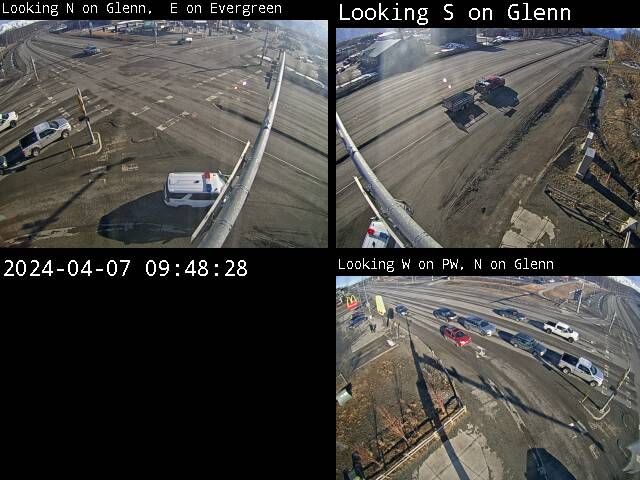 Looking N on Glenn,  E on Evergreen
Looking S on Glenn
2024-04-07 09:48:28
Looking W on PW, N on Glenn